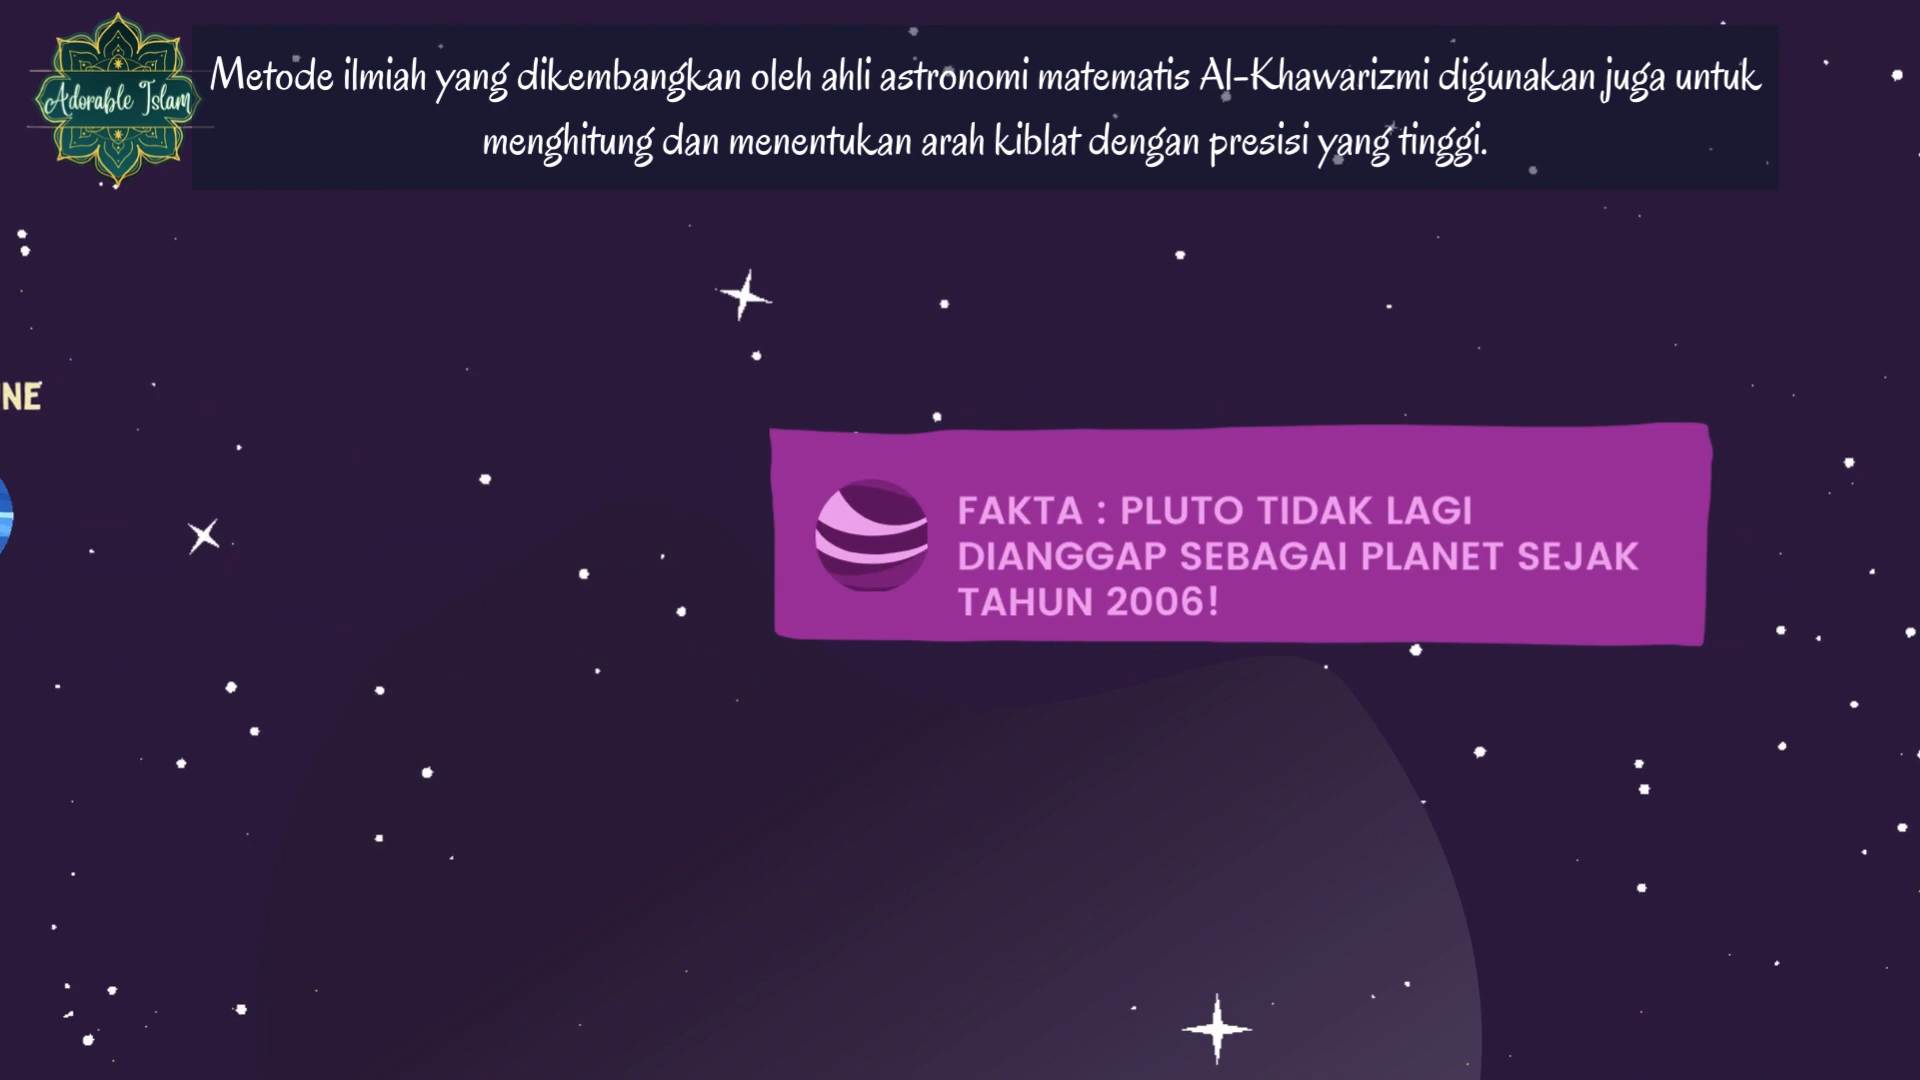 Adorable Islam
Metode ilmiah yang dikembangkan oleh ahli astronomi matematis Al-Khawarizmi digunakan juga untuk
menghitung dan menentukan arah kiblat dengan presisi yang tinggi.
NE
FAKTA : PLUTO TIDAK LAGI
DIANGGAP SEBAGAI PLANET SEJAK
TAHUN 2006!